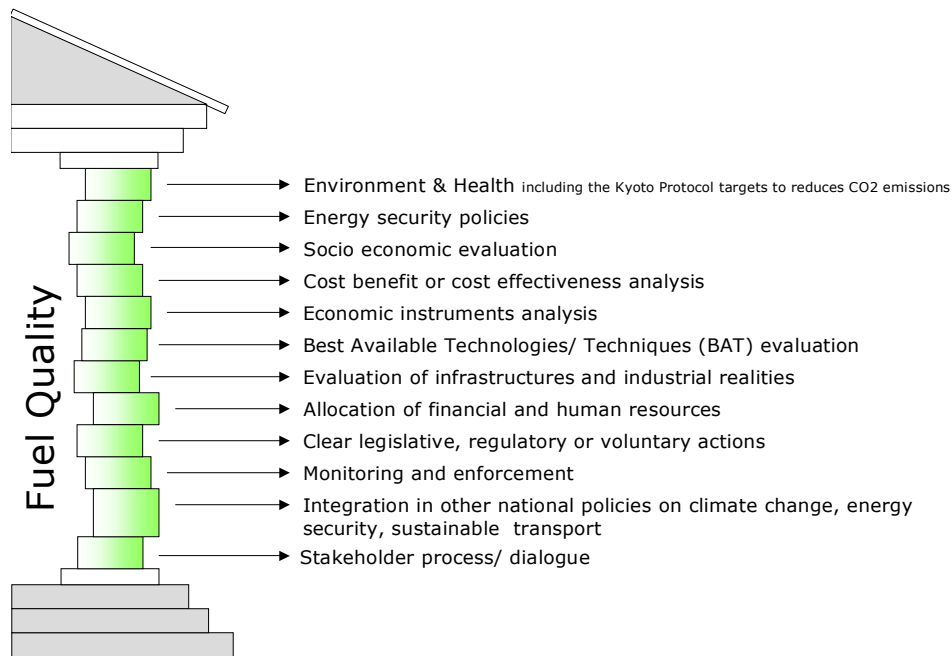 Fuel Quality
Environment & Health including the Kyoto Protocol targets to reduces CO2 emissions
Energy security policies
Socio economic evaluation
Cost benefit or cost effectiveness analysis
Economic instruments analysis
Best Available Technologies/ Techniques (BAT) evaluation
Evaluation of infrastructures and industrial realities
Allocation of financial and human resources
Clear legislative, regulatory or voluntary actions
Monitoring and enforcement
Integration in other national policies on climate change, energy
security, sustainable transport
Stakeholder process/ dialogue